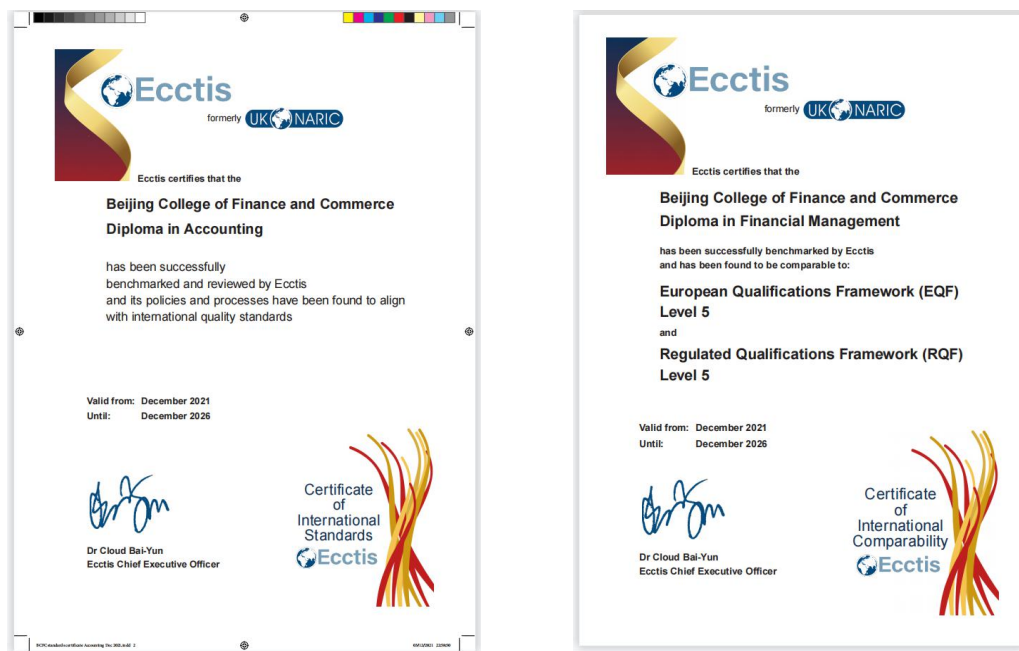 Ecctis
formerly UK NARIC
Ecctis certifies that the
Beijing College of Finance and Commerce
Diploma in Accounting
has been successfully
benchmarked and reviewed by Ecctis
and its policies and processes have been found to align
with international quality standards
Valid from: December 2021
Until: December 2026
Dr Cloud Bai-Yun
Ecctis Chief Executive Officer
Certificate
of
International
Standards
Ecctis
Ecctis
formerly UK NARIC
Ecctis certifies that the
Beijing College of Finance and Commerce
Diploma in Financial Management
has been successfully benchmarked by Ecctis
and has been found to be comparable to:
European Qualifications Framework (EQF)
Level 5
and
Regulated Qualifications Framework (RQF)
Level 5
Valid from: December 2021
Until: December 2026
Dr Cloud Bai-Yun
Ecctis Chief Executive Officer
Certificate
of
International
Comparability
Ecctis